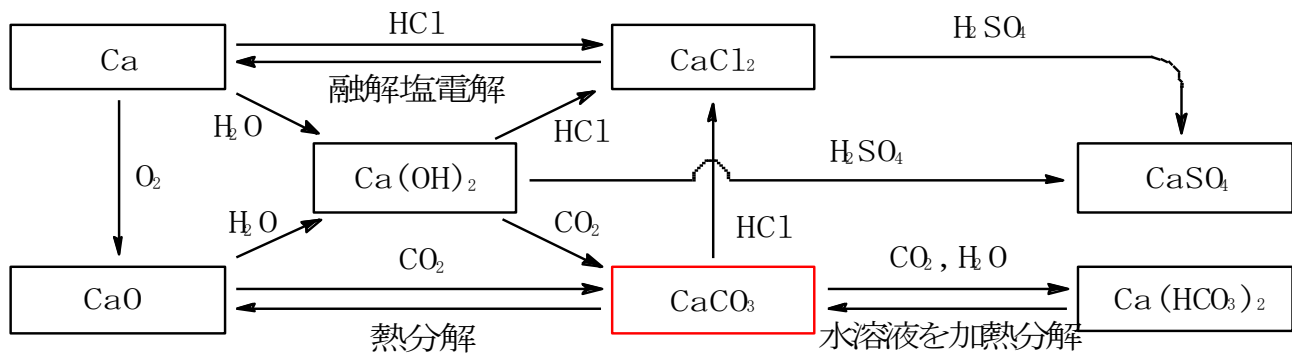 HCl
H₂SO₄
Ca
CaCl₂
融解塩電解
H₂O
HCl
Ca(OH)₂
H₂SO₄
CaSO₄
O₂
H₂O
CO₂
HCl
CO₂
CO₂,H₂O
CaO
CaCO₃
Ca(HCO₃)₂
熱分解
水溶液を加熱分解